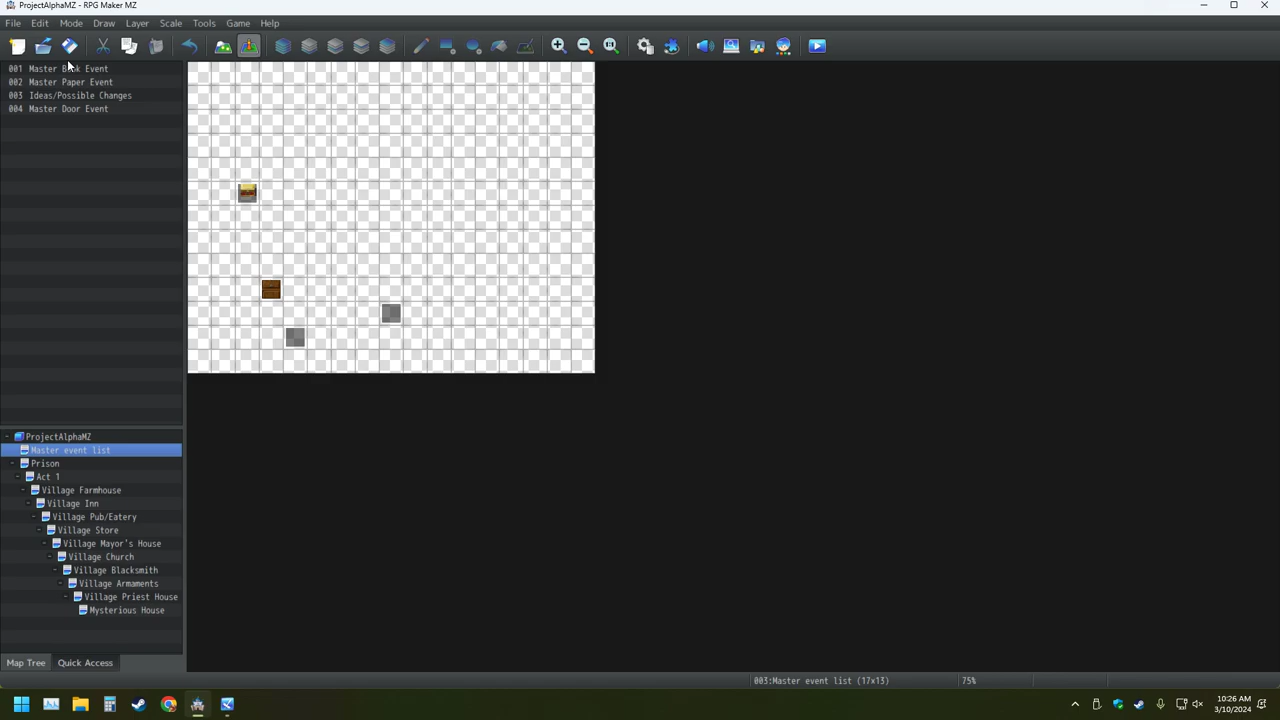 ProjectAlphaMZ - RPG Maker MZ
File Edit Mode Draw Layer Scale Tools Game Help
001 Master Book Event
002 Master Paper Event
003 Ideas/Possible Changes
004 Master Door Event
ProjectAlphaMZ
Master event list
Prison
Act 1
Village Farmhouse
Village Inn
Village Pub/Eatery
Village Store
Village Mayor's House
Village Church
Village Blacksmith
Village Armaments
Village Priest House
Mysterious House
Map Tree Quick Access
003:Master event list (17x13) 75%
10:26 AM
3/10/2024